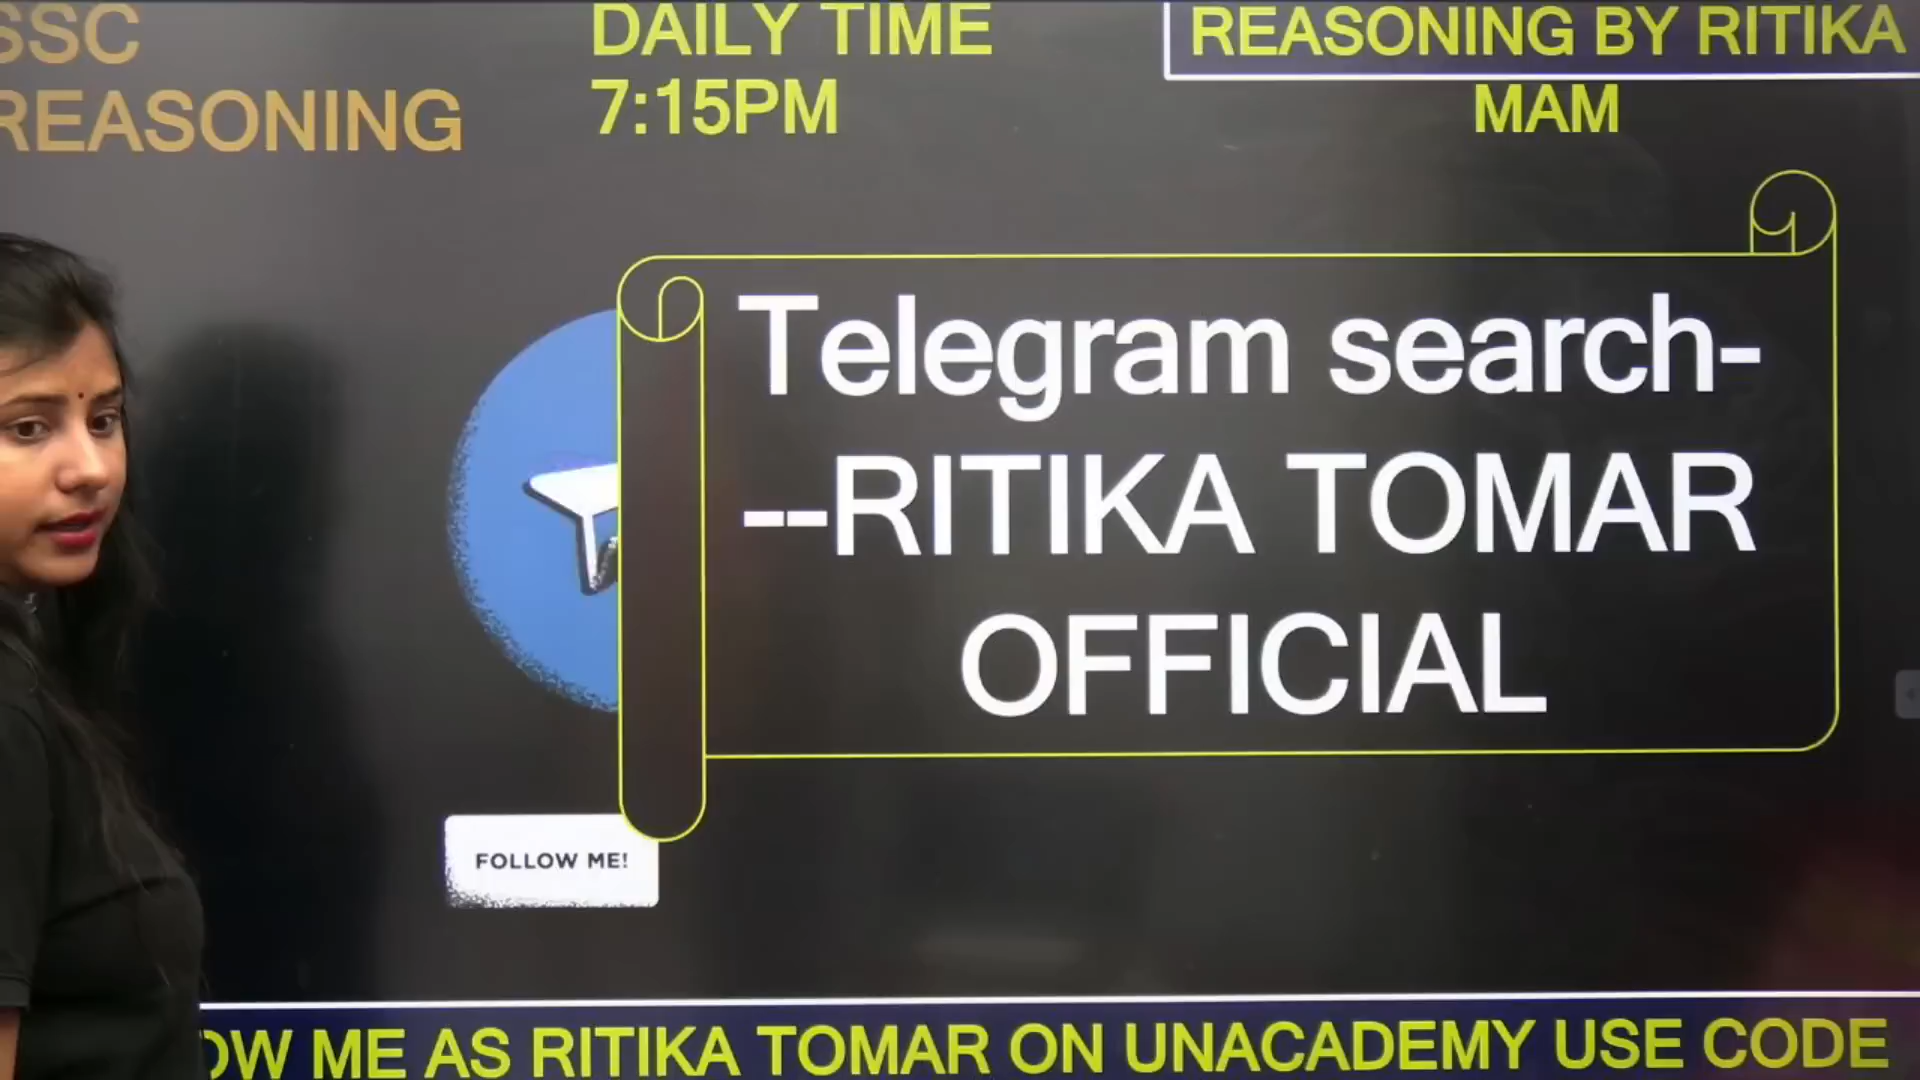 SSC
REASONING
DAILY TIME
7:15PM
REASONING BY RITIKA
MAM
Telegram search-
--RITIKA TOMAR
OFFICIAL
FOLLOW ME!
OW ME AS RITIKA TOMAR ON UNACADEMY USE CODE